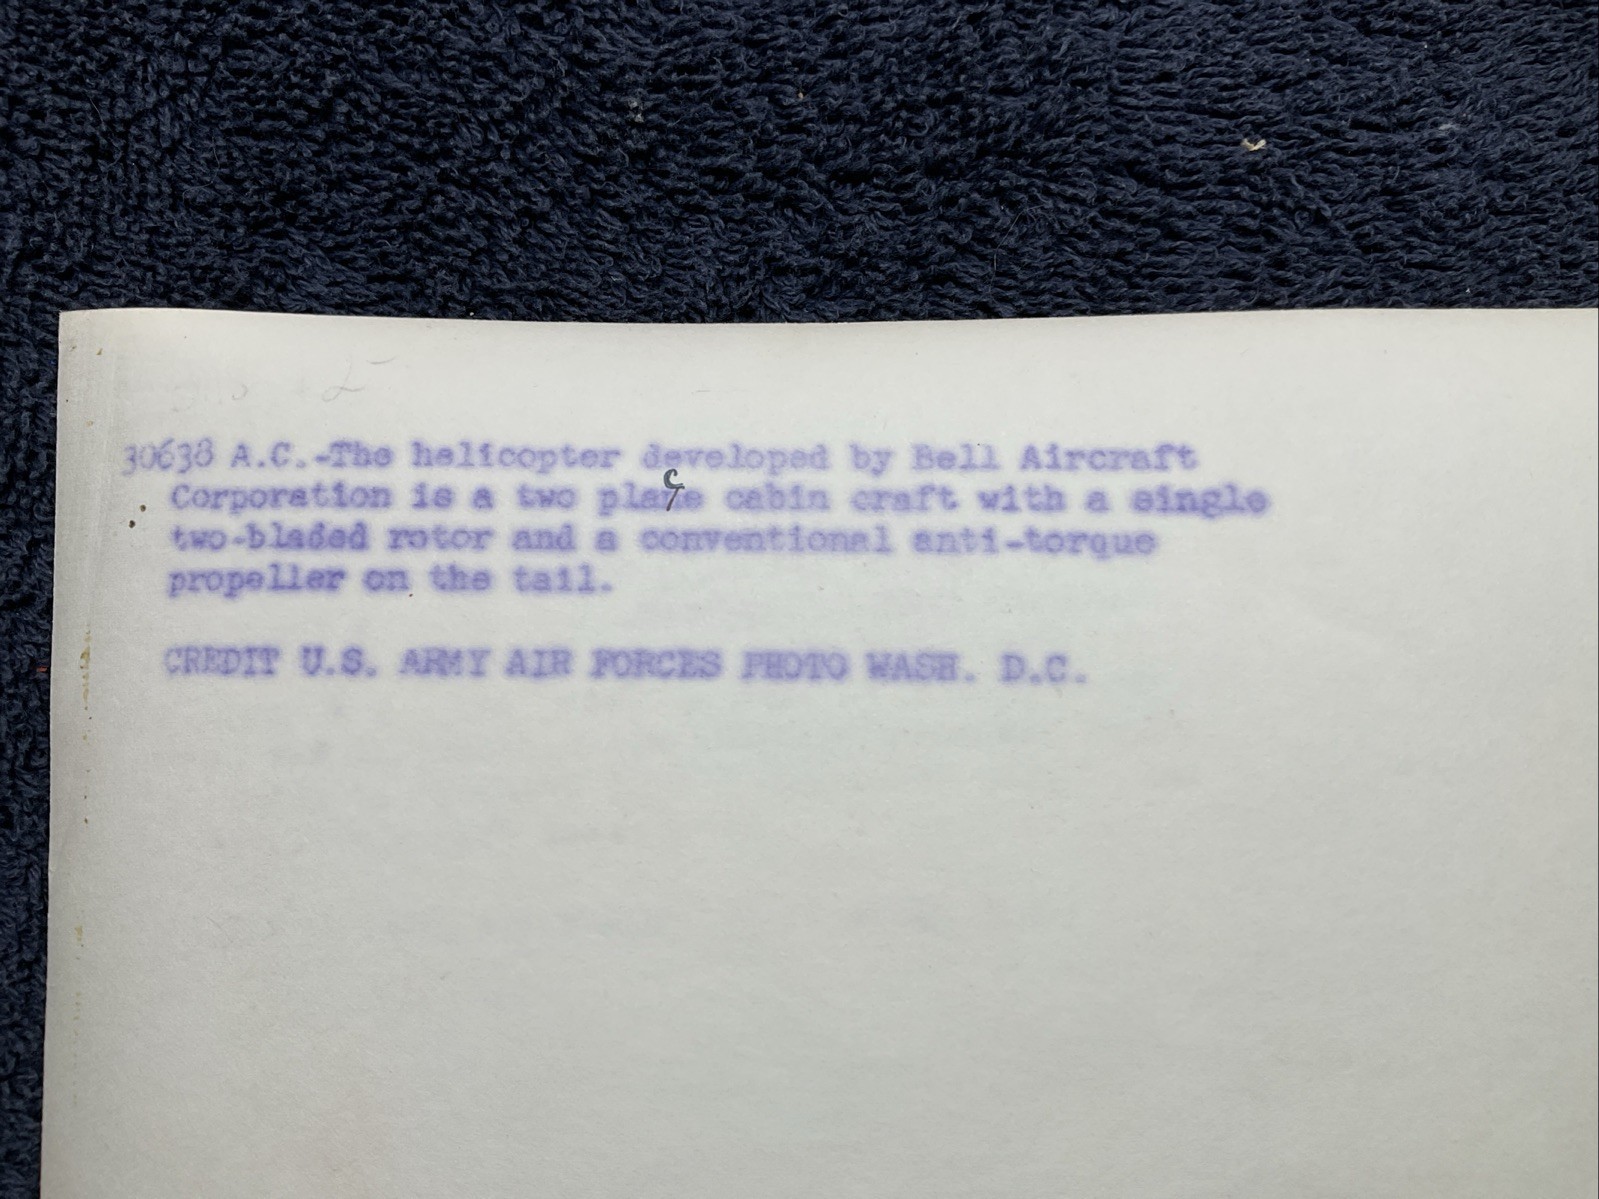 30638 A.C.-The helicopter developed by Bell Aircraft
c
Corporation is a two plane cabin craft with a single
two-bladed rotor and a conventional anti-torque
propeller on the tail.
CREDIT U.S. ARMY AIR FORCES PHOTO WASH. D.C.